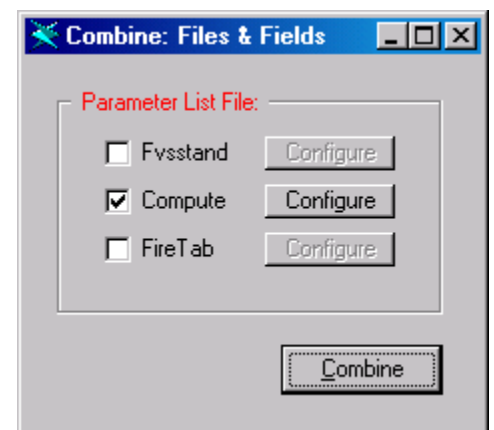 Combine: Files & Fields
Parameter List File:
Fvsstand Configure
Compute Configure
FireTab Configure
Combine